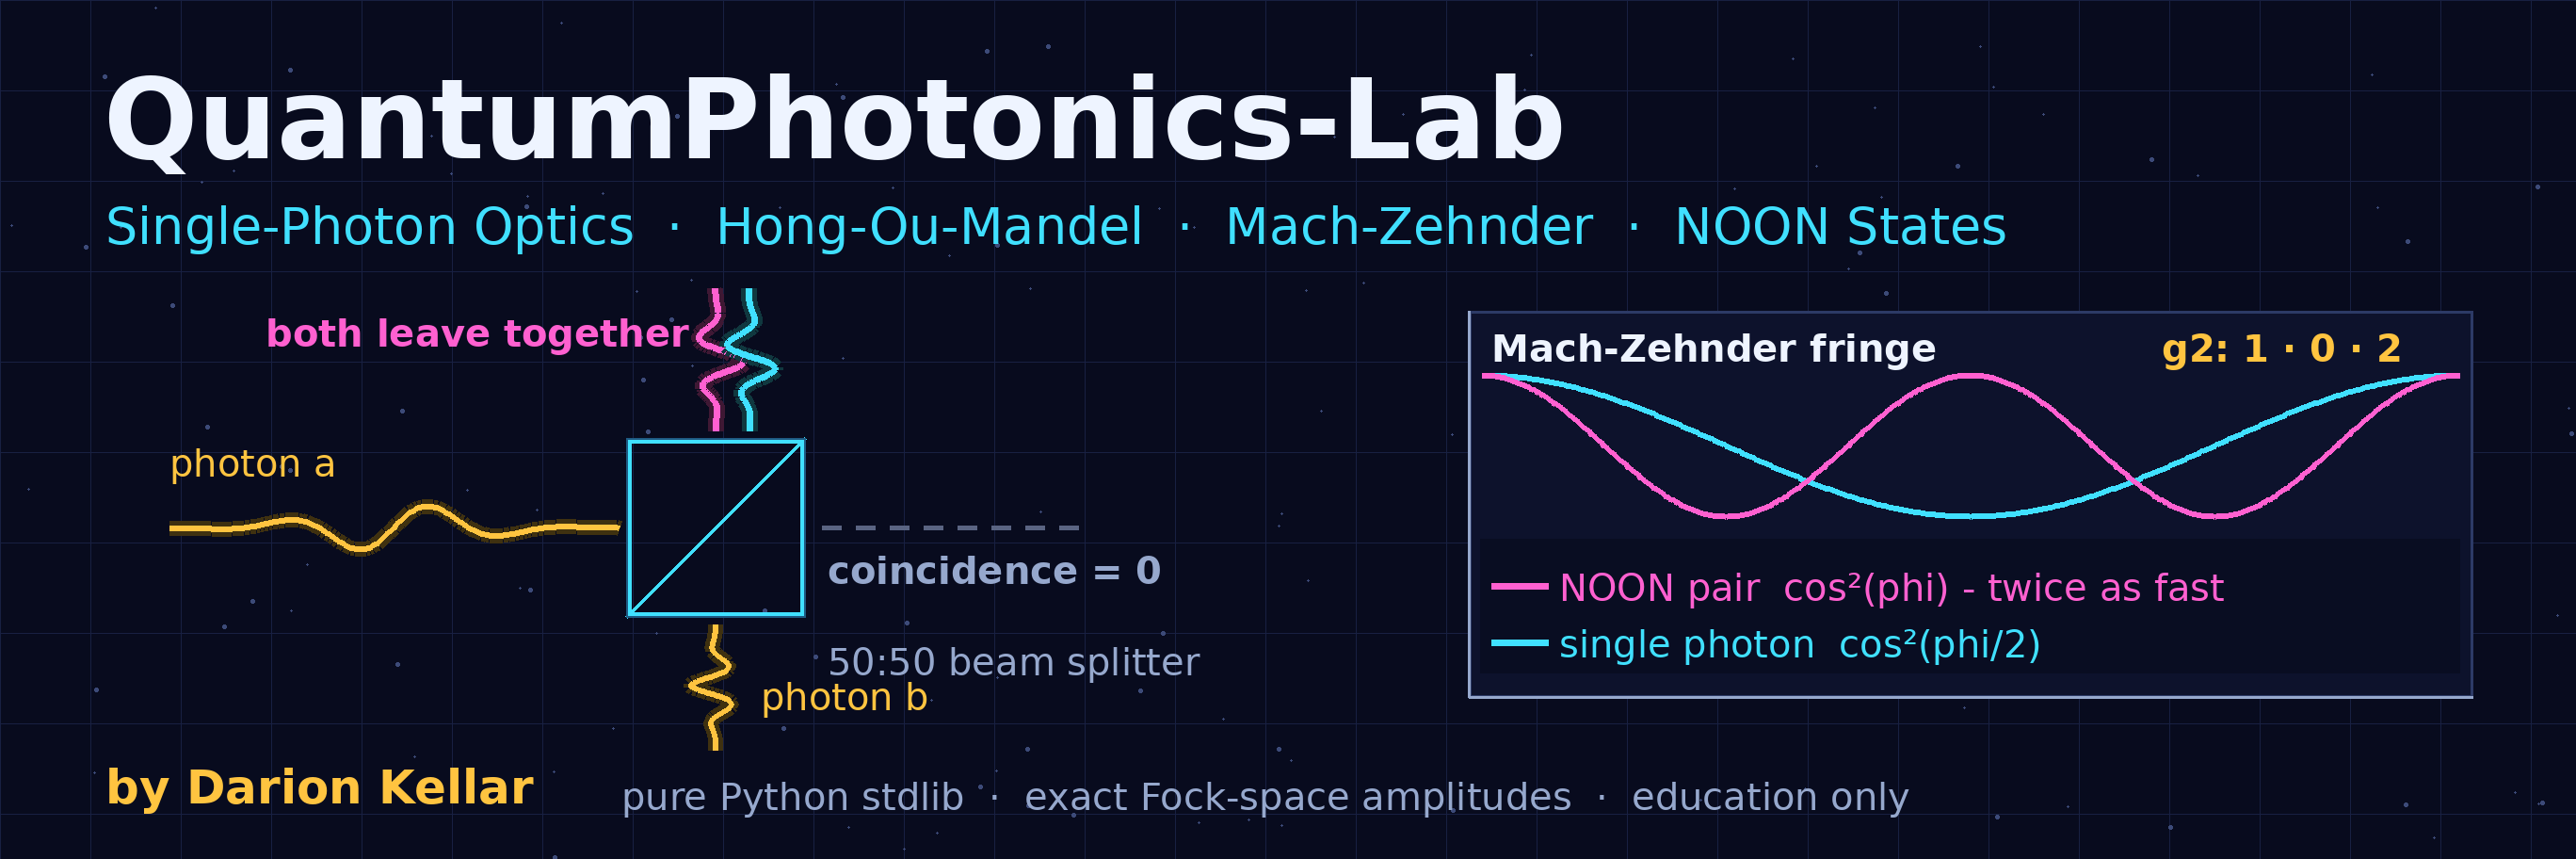 QuantumPhotonics-Lab
Single-Photon Optics · Hong-Ou-Mandel · Mach-Zehnder · NOON States
both leave together
photon a
coincidence = 0
50:50 beam splitter
photon b
Mach-Zehnder fringe
g2: 1 · 0 · 2
NOON pair cos²(phi) - twice as fast
single photon cos²(phi/2)
by Darion Kellar
pure Python stdlib · exact Fock-space amplitudes · education only